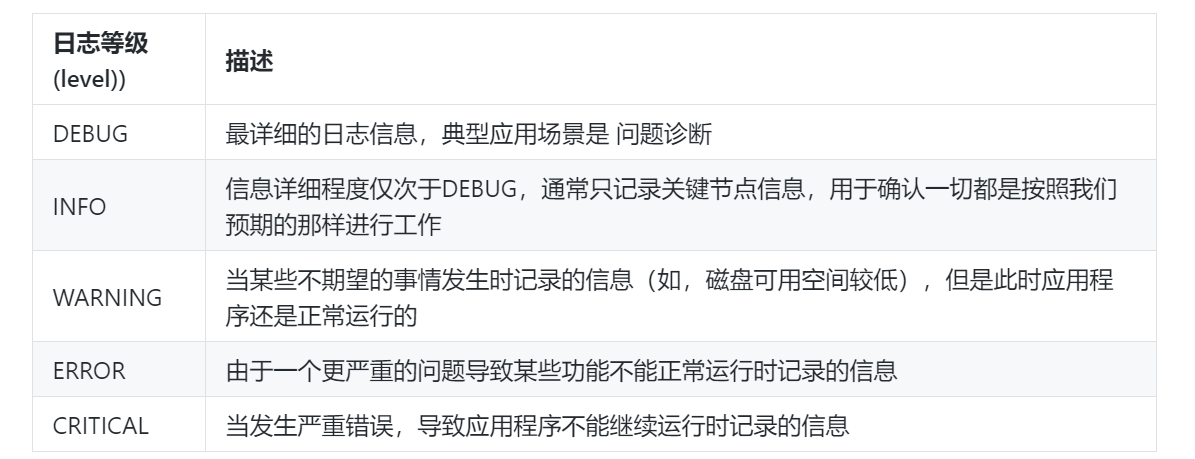 日志等级
(level))
描述
DEBUG
最详细的日志信息，典型应用场景是 问题诊断
INFO
信息详细程度仅次于DEBUG，通常只记录关键节点信息，用于确认一切都是按照我们
预期的那样进行工作
WARNING
当某些不期望的事情发生时记录的信息（如，磁盘可用空间较低），但是此时应用程
序还是正常运行的
ERROR
由于一个更严重的问题导致某些功能不能正常运行时记录的信息
CRITICAL
当发生严重错误，导致应用程序不能继续运行时记录的信息